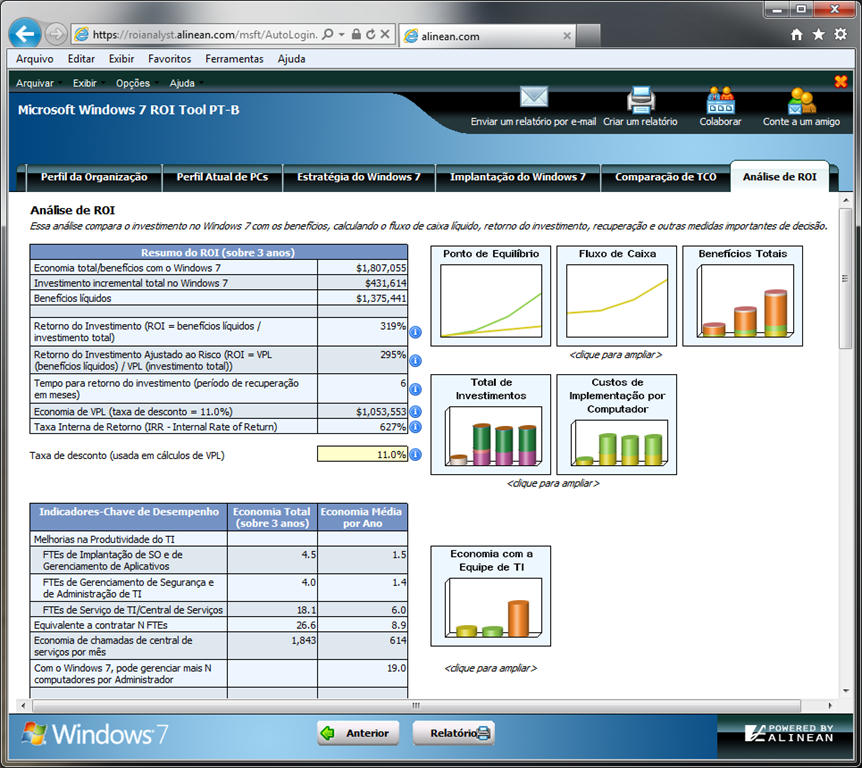 https://roianalyst.alinean.com/msft/AutoLogin.
alinean.com
Arquivo Editar Exibir Favoritos Ferramentas Ajuda
Arquivar Exibir Opções Ajuda
Microsoft Windows 7 ROI Tool PT-B
Enviar um relatório por e-mail Criar um relatório Colaborar Conte a um amigo
Perfil da Organização Perfil Atual de PCs Estratégia do Windows 7 Implantação do Windows 7 Comparação de TCO Análise de ROI
Análise de ROI
Essa análise compara o investimento no Windows 7 com os benefícios, calculando o fluxo de caixa líquido, retorno do investimento, recuperação e outras medidas importantes de decisão.
Resumo do ROI (sobre 3 anos)
Economia total/benefícios com o Windows 7 $1,807,055
Investimento incremental total no Windows 7 $431,614
Benefícios líquidos $1,375,441
Retorno do Investimento (ROI = benefícios líquidos /
investimento total) 319%
Retorno do Investimento Ajustado ao Risco (ROI = VPL
(benefícios líquidos) / VPL (investimento total)) 295%
Tempo para retorno do investimento (período de recuperação
em meses) 6
Economia de VPL (taxa de desconto = 11.0%) $1,053,553
Taxa Interna de Retorno (IRR - Internal Rate of Return) 627%
Taxa de desconto (usada em cálculos de VPL) 11.0%
Ponto de Equilíbrio
Fluxo de Caixa
Benefícios Totais
<clique para ampliar>
Total de
Investimentos
Custos de
Implementação por
Computador
<clique para ampliar>
Indicadores-Chave de Desempenho Economia Total
(sobre 3 anos) Economia Média
por Ano
Melhorias na Produtividade do TI
FTEs de Implantação de SO e de
Gerenciamento de Aplicativos 4.5 1.5
FTEs de Gerenciamento de Segurança e
de Administração de TI 4.0 1.4
FTEs de Serviço de TI/Central de Serviços 18.1 6.0
Equivalente a contratar N FTEs 26.6 8.9
Economia de chamadas de central de
serviços por mês 1,843 614
Com o Windows 7, pode gerenciar mais N
computadores por Administrador 19.0
Economia com a
Equipe de TI
<clique para ampliar>
Windows 7
Anterior
Relatório
POWERED BY
ALINEAN